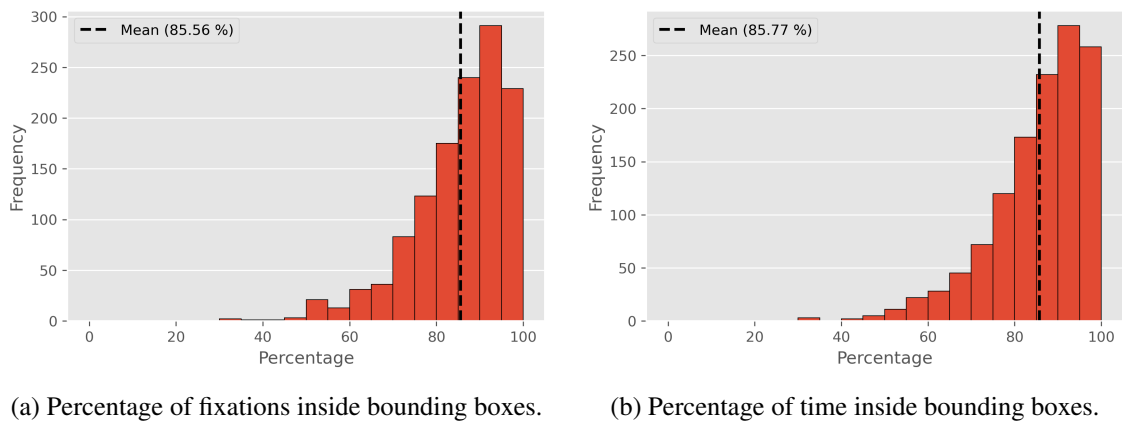 Mean (85.56 %)
300
250
200
150
100
50
0
Frequency
0 20 40 60 80 100
Percentage
(a) Percentage of fixations inside bounding boxes.
Mean (85.77 %)
250
200
150
100
50
0
Frequency
0 20 40 60 80 100
Percentage
(b) Percentage of time inside bounding boxes.